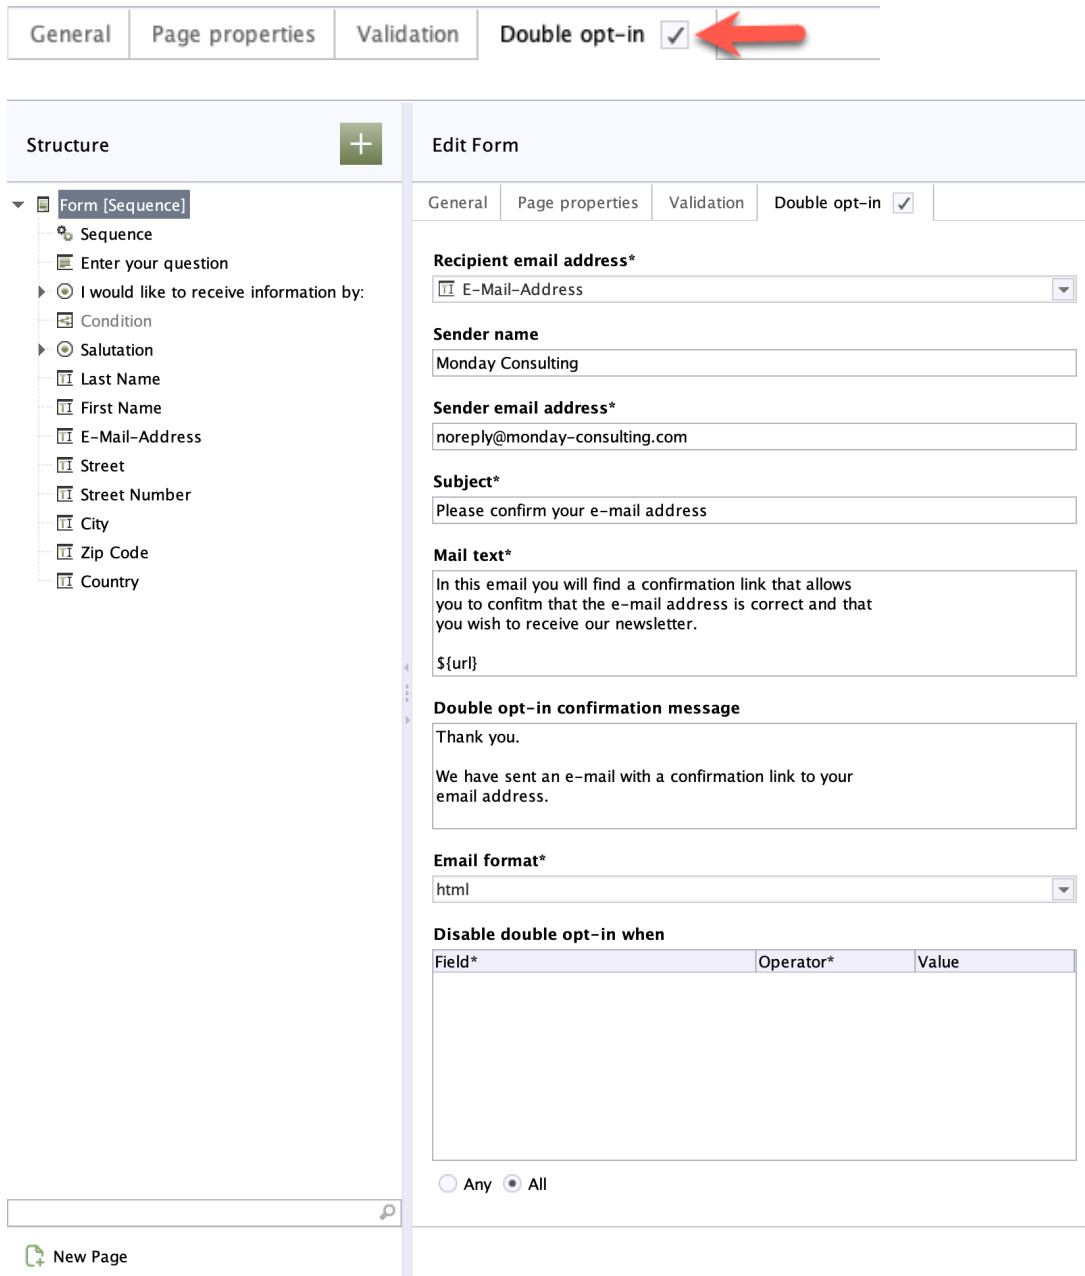 General Page properties Validation Double opt-in
Structure
Edit Form
Form [Sequence]
Sequence
Enter your question
I would like to receive information by:
Condition
Salutation
Last Name
First Name
E-Mail-Address
Street
Street Number
City
Zip Code
Country
New Page
General Page properties Validation Double opt-in
Recipient email address*
E-Mail-Address
Sender name
Monday Consulting
Sender email address*
noreply@monday-consulting.com
Subject*
Please confirm your e-mail address
Mail text*
In this email you will find a confirmation link that allows
you to confitm that the e-mail address is correct and that
you wish to receive our newsletter.
${url}
Double opt-in confirmation message
Thank you.
We have sent an e-mail with a confirmation link to your
email address.
Email format*
html
Disable double opt-in when
Field* Operator* Value
Any All